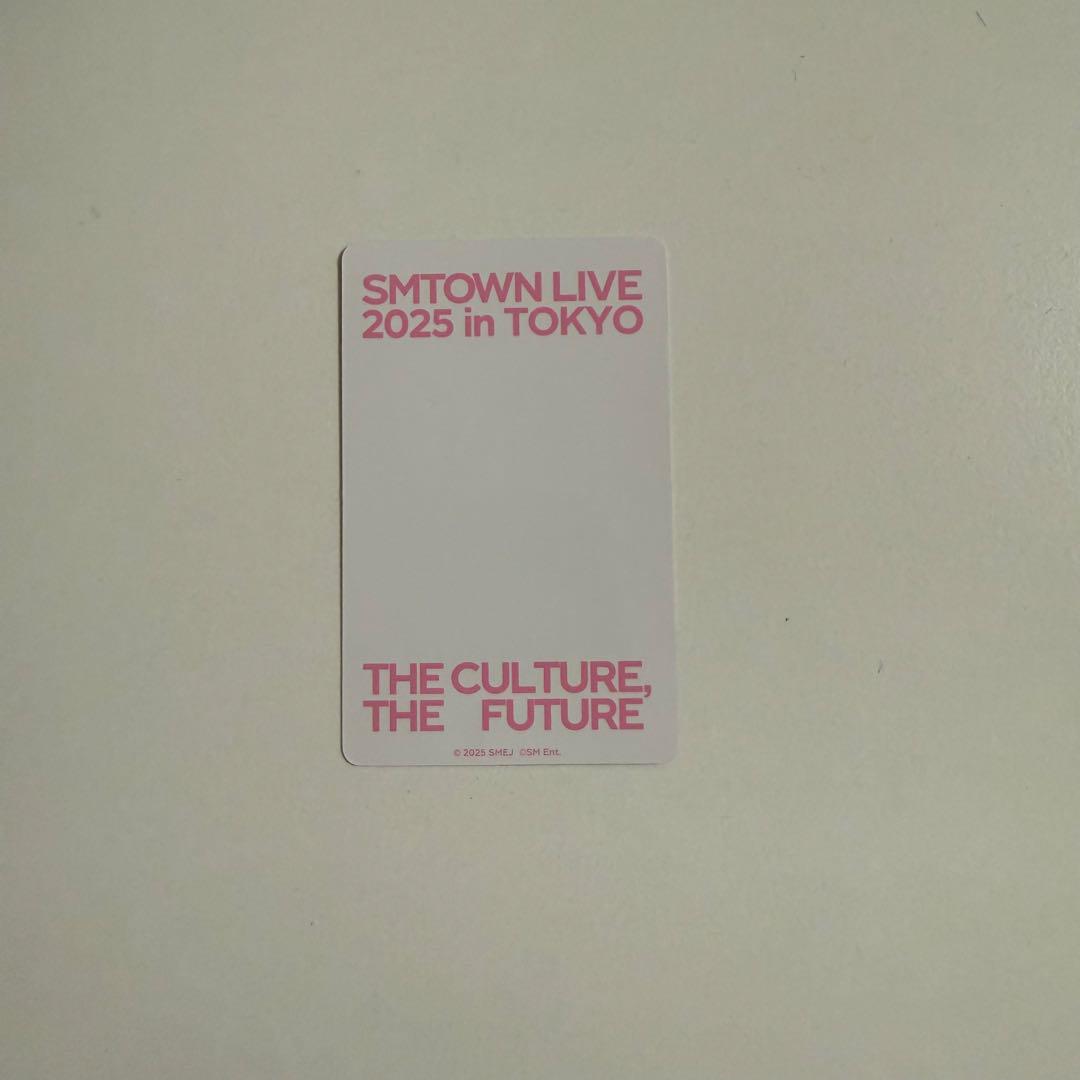 SMTOWN LIVE
2025 in TOKYO
THE CULTURE,
THE FUTURE
© 2025 SMEJ ©SM Ent.